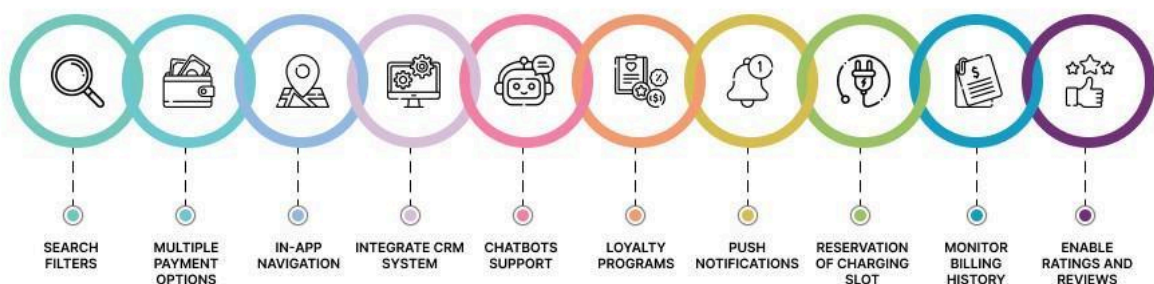 1
$
($)
SEARCH
FILTERS
MULTIPLE
PAYMENT
OPTIONS
IN-APP
NAVIGATION
INTEGRATE CRM
SYSTEM
CHATBOTS
SUPPORT
LOYALTY
PROGRAMS
PUSH
NOTIFICATIONS
RESERVATION
OF CHARGING
SLOT
MONITOR
BILLING
HISTORY
ENABLE
RATINGS AND
REVIEWS